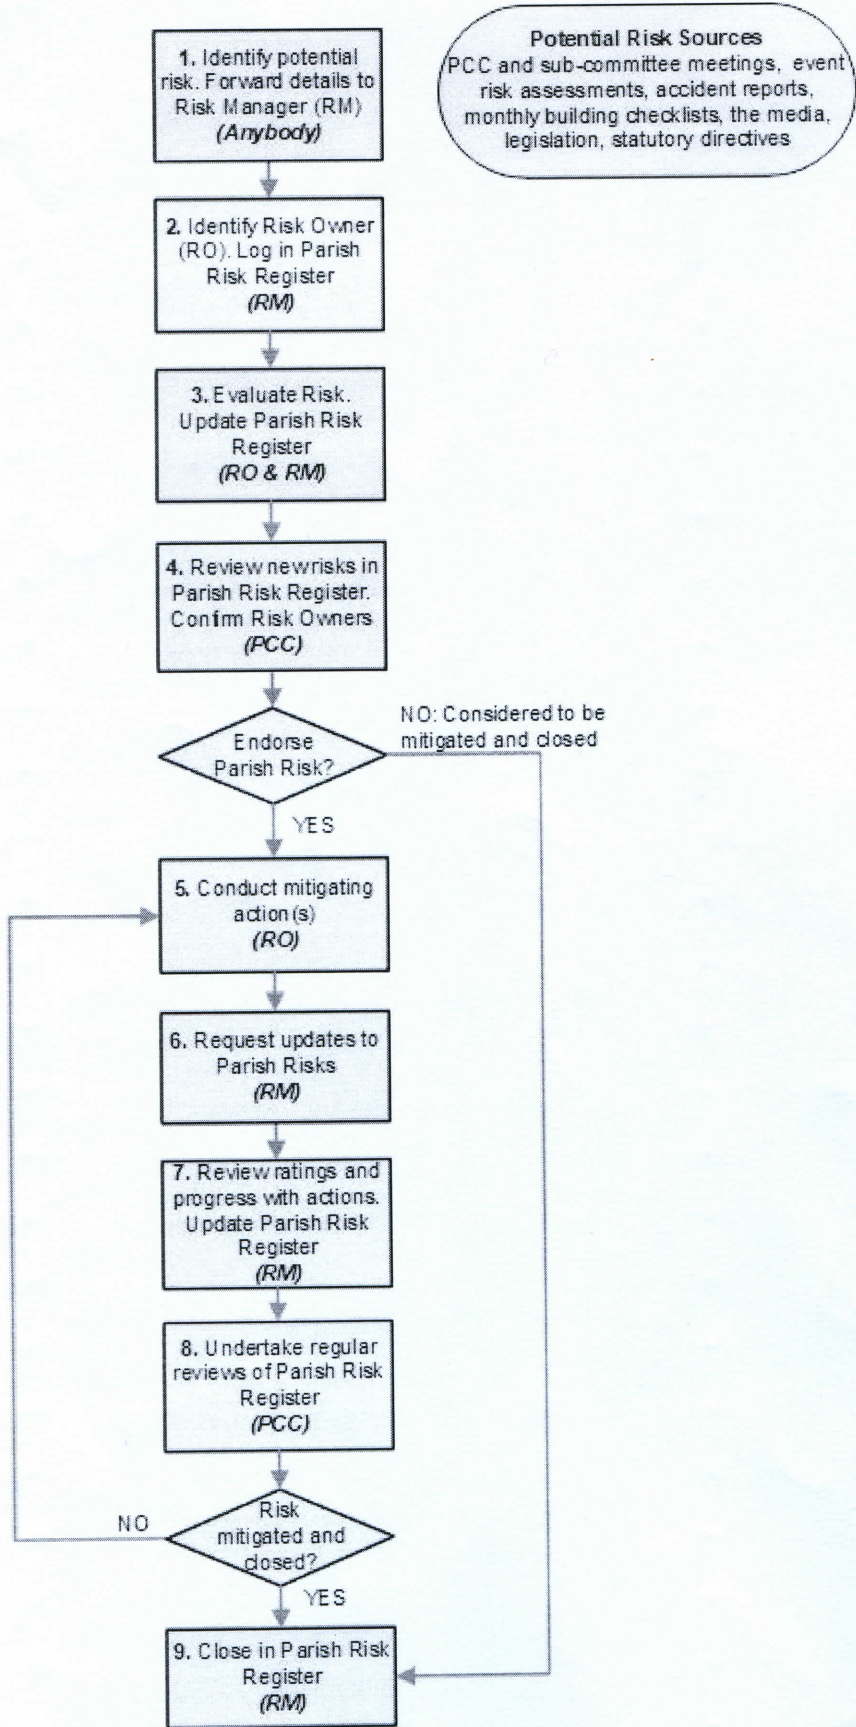 Potential Risk Sources
PCC and sub-committee meetings, event
risk assessments, accident reports,
monthly building checklists, the media,
legislation, statutory directives
1. Identify potential
risk. Forward details to
Risk Manager (RM)
(Anybody)
2. Identify Risk Owner
(RO). Log in Parish
Risk Register
(RM)
3. Evaluate Risk.
Update Parish Risk
Register
(RO & RM)
4. Review new risks in
Parish Risk Register.
Confirm Risk Owners
(PCC)
Endorse
Parish Risk?
NO: Considered to be
mitigated and closed
YES
5. Conduct mitigating
action(s)
(RO)
6. Request updates to
Parish Risks
(RM)
7. Review ratings and
progress with actions.
Update Parish Risk
Register
(RM)
8. Undertake regular
reviews of Parish Risk
Register
(PCC)
Risk
mitigated and
closed?
NO
YES
9. Close in Parish Risk
Register
(RM)